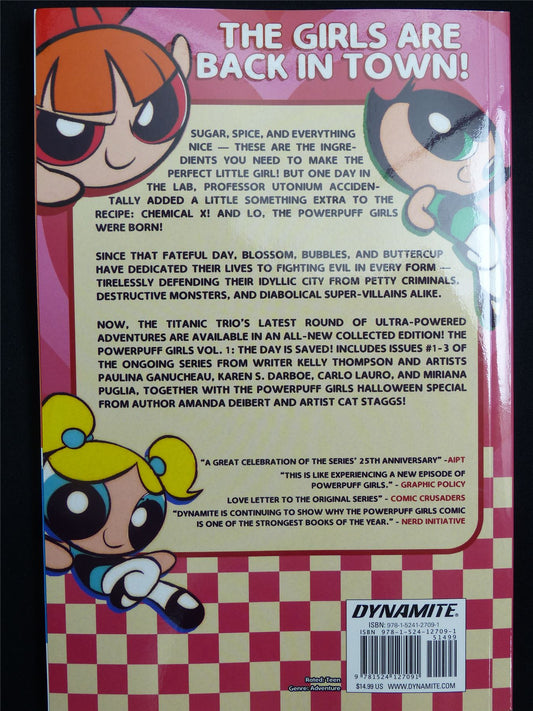 THE GIRLS ARE
BACK IN TOWN!
SUGAR, SPICE, AND EVERYTHING
NICE — THESE ARE THE INGRE-
DIENTS YOU NEED TO MAKE THE
PERFECT LITTLE GIRL! BUT ONE DAY IN
THE LAB, PROFESSOR UTONIUM ACCIDEN-
TALLY ADDED A LITTLE SOMETHING EXTRA TO THE
RECIPE: CHEMICAL X! AND LO, THE POWERPUFF GIRLS
WERE BORN!
SINCE THAT FATEFUL DAY, BLOSSOM, BUBBLES, AND BUTTERCUP
HAVE DEDICATED THEIR LIVES TO FIGHTING EVIL IN EVERY FORM —
TIRELESSLY DEFENDING THEIR IDYLLIC CITY FROM PETTY CRIMINALS,
DESTRUCTIVE MONSTERS, AND DIABOLICAL SUPER-VILLAINS ALIKE.
NOW, THE TITANIC TRIO'S LATEST ROUND OF ULTRA-POWERED
ADVENTURES ARE AVAILABLE IN AN ALL-NEW COLLECTED EDITION! THE
POWERPUFF GIRLS VOL. 1: THE DAY IS SAVED! INCLUDES ISSUES #1-3 OF
THE ONGOING SERIES FROM WRITER KELLY THOMPSON AND ARTISTS
PAULINA GANUCHEAU, KAREN S. DARBOE, CARLO LAURO, AND MIRIANA
PUGLIA, TOGETHER WITH THE POWERPUFF GIRLS HALLOWEEN SPECIAL
FROM AUTHOR AMANDA DEIBERT AND ARTIST CAT STAGGS!
"A GREAT CELEBRATION OF THE SERIES' 25TH ANNIVERSARY" -AIPT
"THIS IS LIKE EXPERIENCING A NEW EPISODE OF
POWERPUFF GIRLS." - GRAPHIC POLICY
LOVE LETTER TO THE ORIGINAL SERIES" - COMIC CRUSADERS
"DYNAMITE IS CONTINUING TO SHOW WHY THE POWERPUFF GIRLS COMIC
IS ONE OF THE STRONGEST BOOKS OF THE YEAR." - NERD INITIATIVE
DYNAMITE.
ISBN: 978-1-5241-2709-1
ISBN 978-1-524-12709-1
51499
9 781524 127091
$14.99 US WWW.DYNAMITE.COM
Rated: Teen
Genre: Adventure